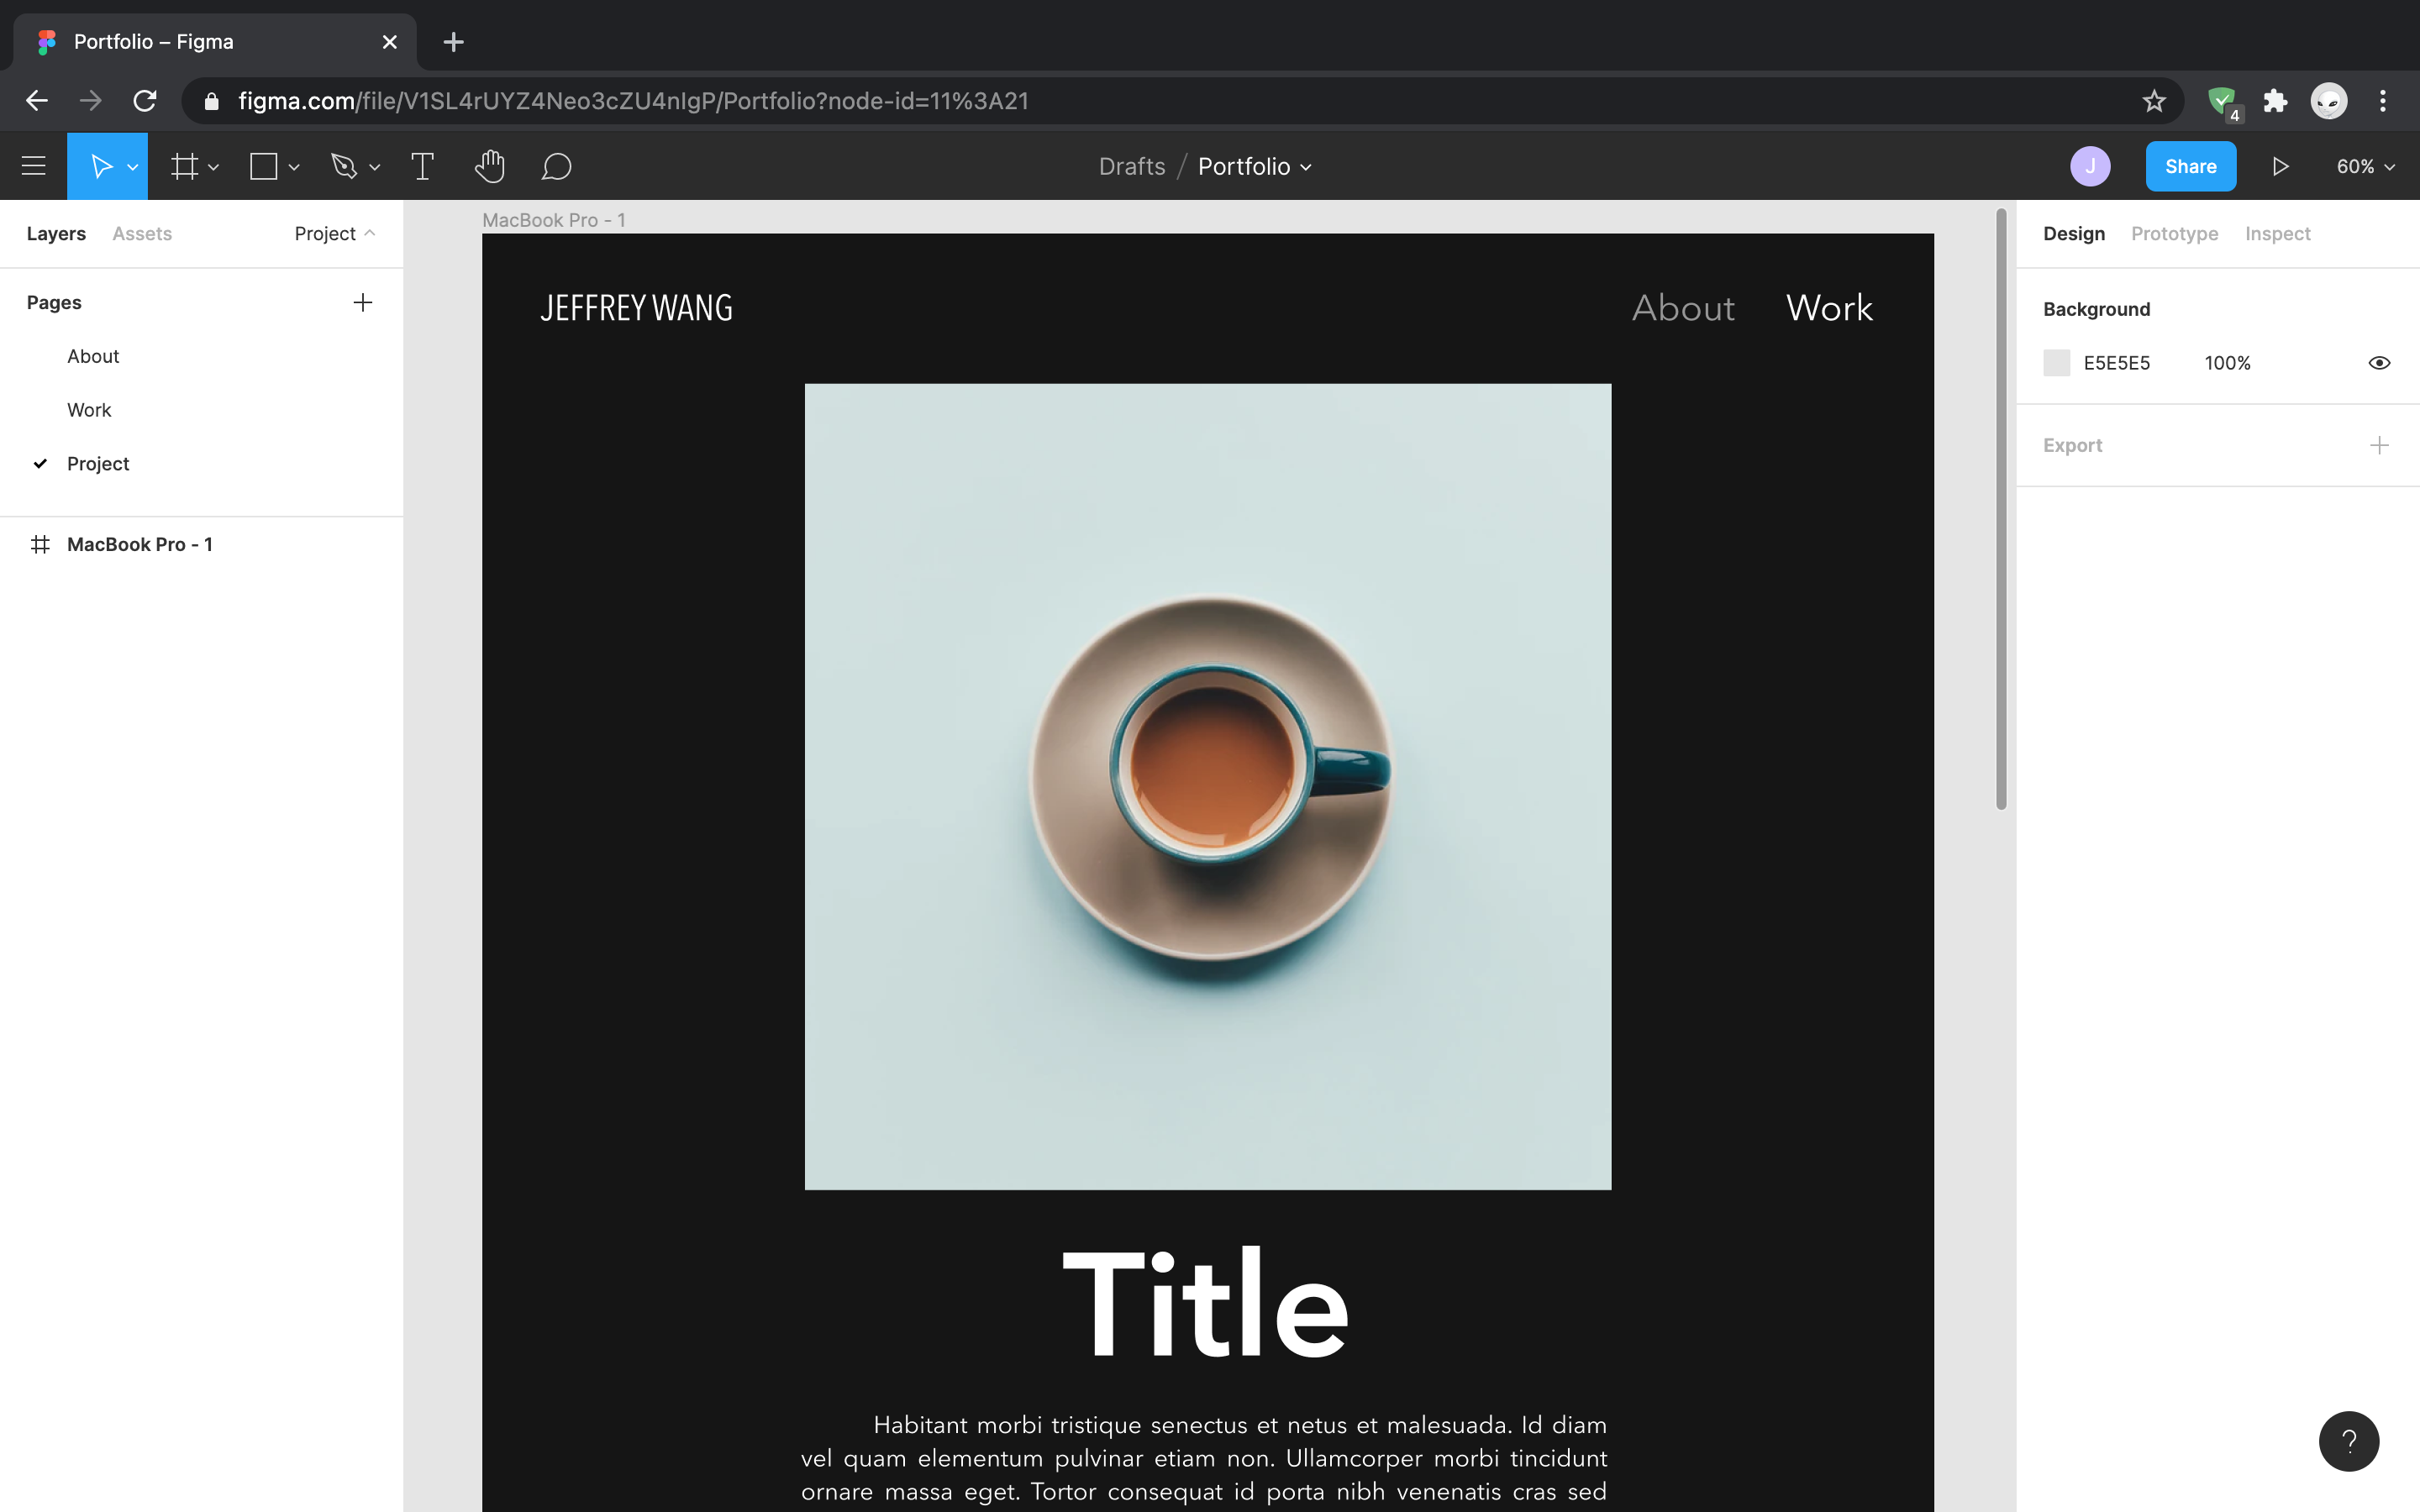 Portfolio – Figma
figma.com/file/V1SL4rUYZ4Neo3cZU4nIgP/Portfolio?node-id=11%3A21
4
Drafts / Portfolio
J
Share
60%
Layers Assets Project
Pages
About
Work
Project
MacBook Pro - 1
MacBook Pro - 1
JEFFREY WANG
About Work
Title
Habitant morbi tristique senectus et netus et malesuada. Id diam
vel quam elementum pulvinar etiam non. Ullamcorper morbi tincidunt
ornare massa eget. Tortor consequat id porta nibh venenatis cras sed
Design Prototype Inspect
Background
E5E5E5 100%
Export
?